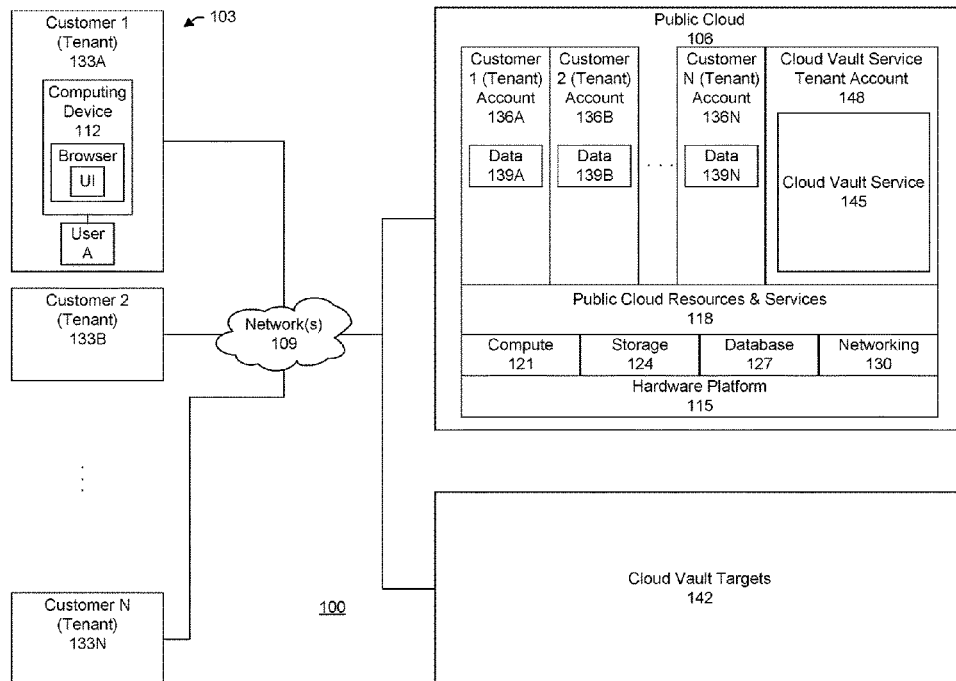 Customer 1
(Tenant)
133A
Computing
Device
112
Browser
UI
User
A
103
Customer 2
(Tenant)
133B
. . .
Customer N
(Tenant)
133N
Network(s)
109
100
Public Cloud
106
Customer
1 (Tenant)
Account
136A
Data
139A
Customer
2 (Tenant)
Account
136B
Data
139B
. . .
Customer
N (Tenant)
Account
136N
Data
139N
Cloud Vault Service
Tenant Account
148
Cloud Vault Service
145
Public Cloud Resources & Services
118
Compute
121
Storage
124
Database
127
Networking
130
Hardware Platform
115
Cloud Vault Targets
142